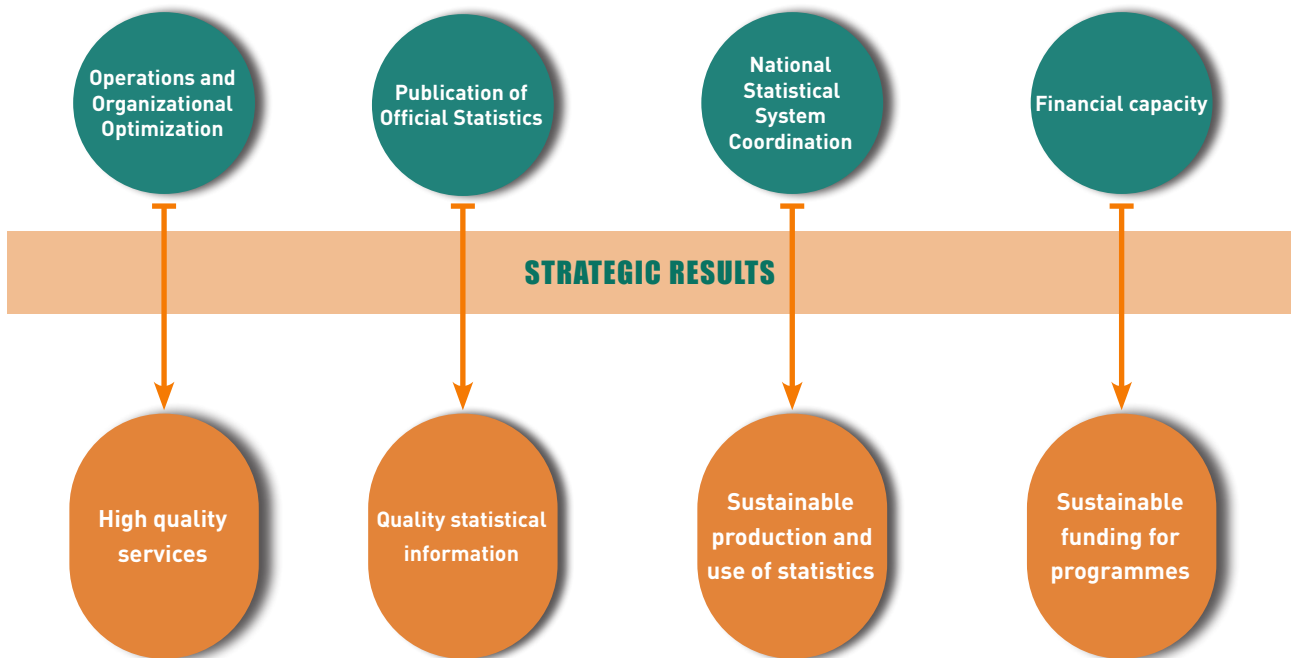 Operations and
Organizational
Optimization
Publication of
Official Statistics
National
Statistical
System
Coordination
Financial capacity
STRATEGIC RESULTS
High quality
services
Quality statistical
information
Sustainable
production and
use of statistics
Sustainable
funding for
programmes